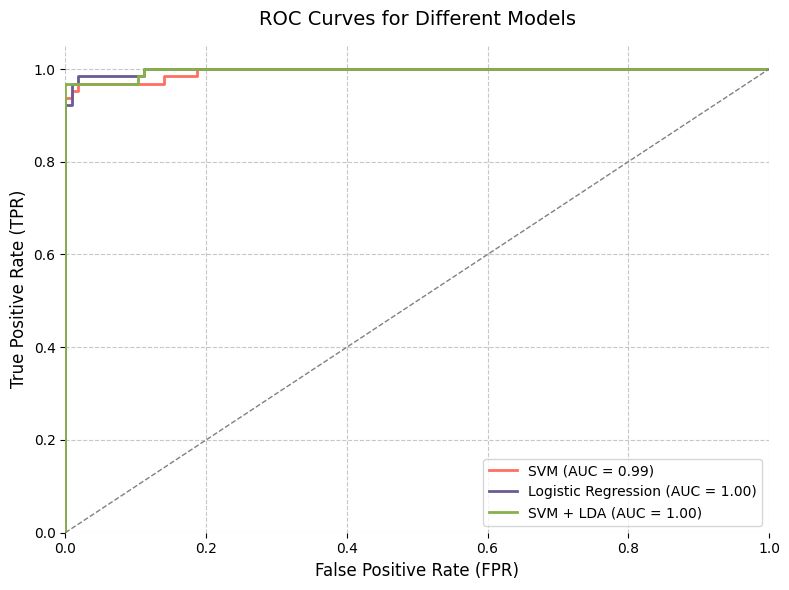 ROC Curves for Different Models
True Positive Rate (TPR)
1.0
0.8
0.6
0.4
0.2
0.0
0.0 0.2 0.4 0.6 0.8 1.0
False Positive Rate (FPR)
SVM (AUC = 0.99)
Logistic Regression (AUC = 1.00)
SVM + LDA (AUC = 1.00)